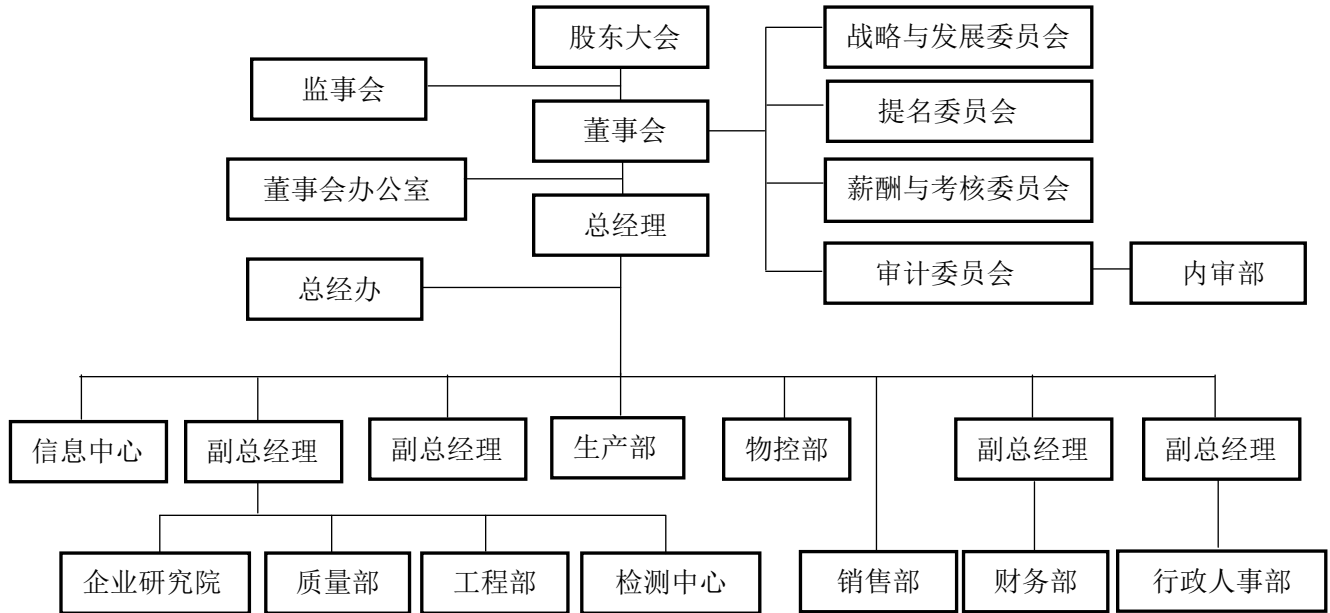 股东大会
战略与发展委员会
监事会
提名委员会
董事会
董事会办公室
薪酬与考核委员会
总经理
审计委员会
内审部
总经办
信息中心
副总经理
副总经理
生产部
物控部
副总经理
副总经理
企业研究院
质量部
工程部
检测中心
销售部
财务部
行政人事部